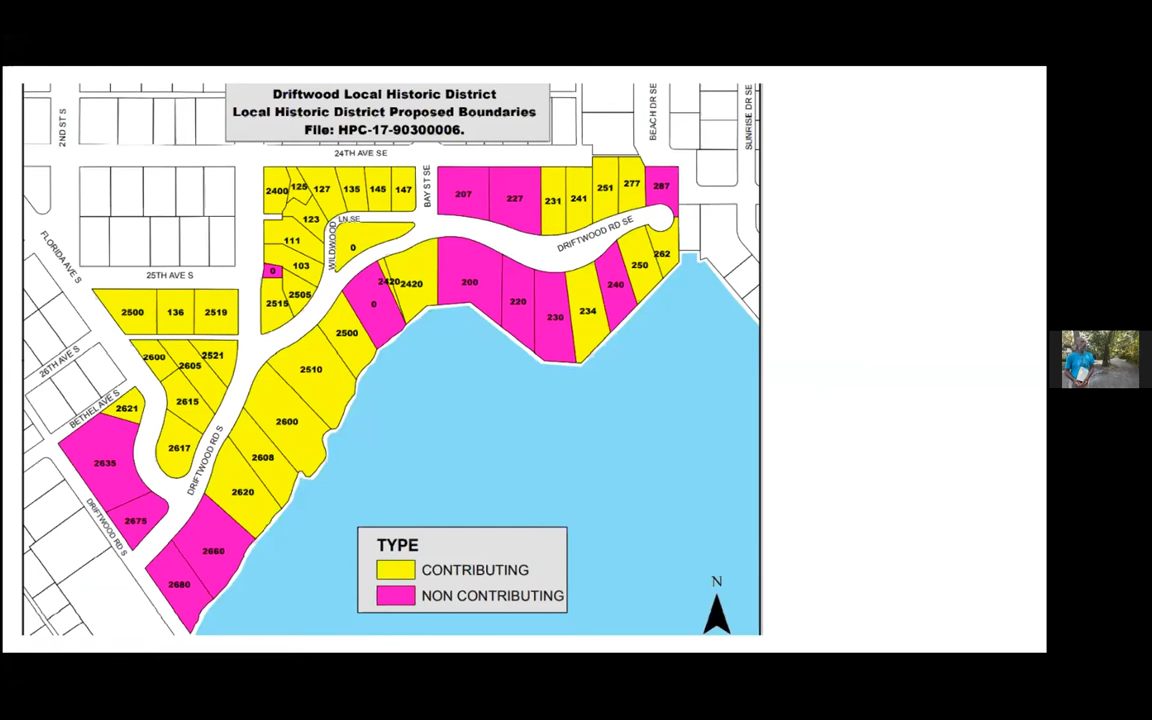 Driftwood Local Historic District
Local Historic District Proposed Boundaries
File: HPC-17-90300006.
2ND ST S
BEACH DR SE
SUNRISE DR SE
24TH AVE SE
BAY ST SE
2400
125
127
135
145
147
207
227
231
241
251
277
287
123
LN SE
WILDWOOD
111
0
DRIFTWOOD RD SE
FLORIDA AVE S
103
0
25TH AVE S
250
262
2420
2420
200
240
2505
2515
0
220
230
234
2500
136
2519
2500
2600
2605
2521
26TH AVE S
2510
2615
BETHEL AVE S
2621
2600
2617
DRIFTWOOD RD S
2608
2635
2620
2675
DRIFTWOOD RD S
2660
2680
TYPE
CONTRIBUTING
NON CONTRIBUTING
N